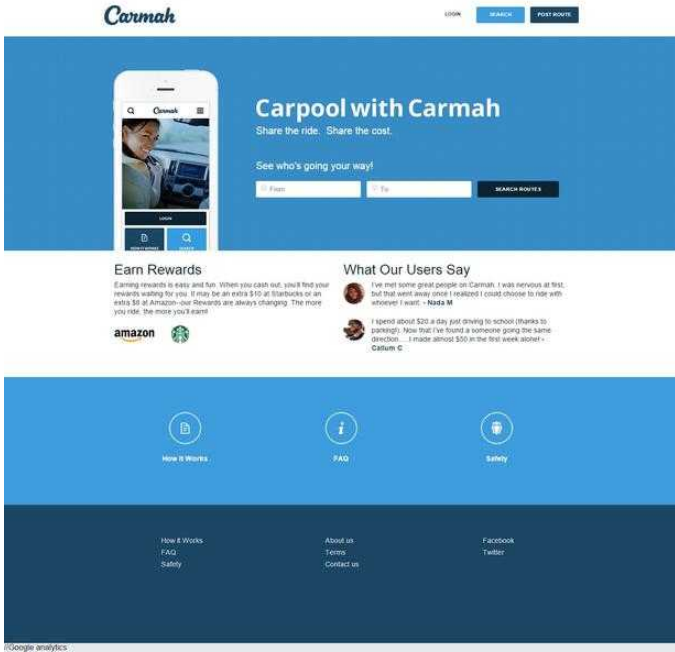 Carmah
LOGIN
SEARCH
POST ROUTE
Carmah
LOGIN
HOW IT WORKS
SEARCH
Carpool with Carmah
Share the ride. Share the cost.
See who's going your way!
From
To
SEARCH ROUTES
Earn Rewards
Earning rewards is easy and fun. When you cash out, you'll find your
rewards waiting for you. It may be an extra $10 at Starbucks or an
extra $8 at Amazon- our Rewards are always changing. The more
you ride, the more you'll earn!
amazon
What Our Users Say
I've met some great people on Carmah. I was nervous at first,
but that went away once I realized I could choose to ride with
whoever I want. - Nada M
I spend about $20 a day just driving to school (thanks to
parking!). Now that I've found a someone going the same
direction.... I made almost $50 in the first week alone! -
Callum C
How It Works
FAQ
Safety
How it Works
FAQ
Safety
About us
Terms
Contact us
Facebook
Twitter
//Google analytics